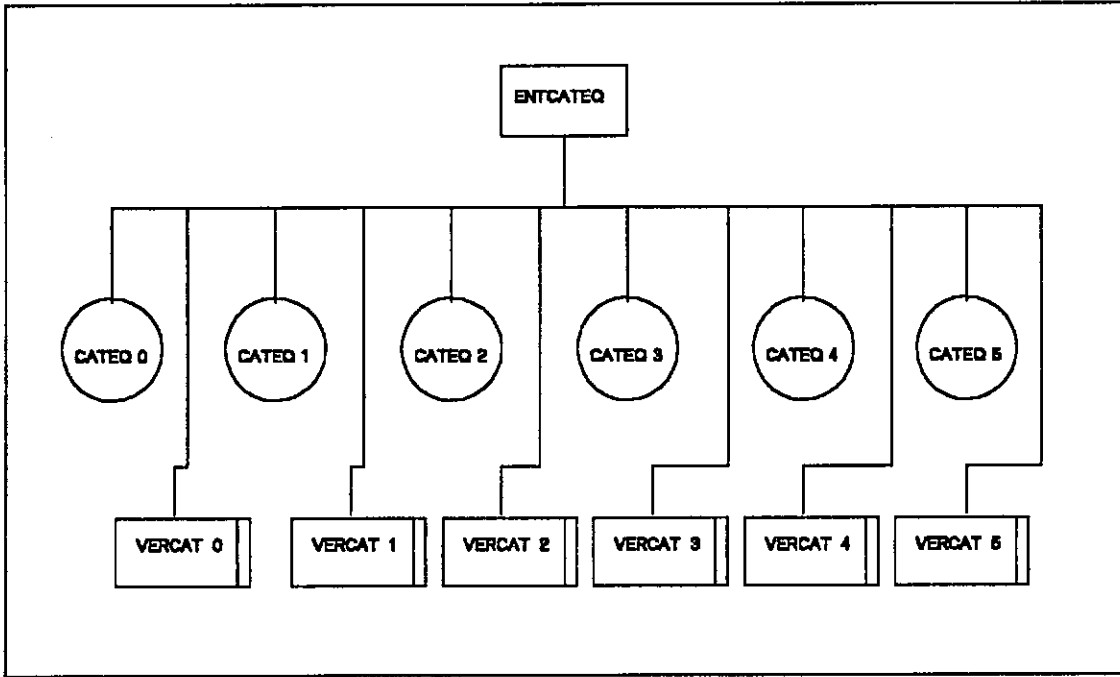 ENTCATEQ
CATEQ 0 CATEQ 1 CATEQ 2 CATEQ 3 CATEQ 4 CATEQ 5
VERCAT 0 VERCAT 1 VERCAT 2 VERCAT 3 VERCAT 4 VERCAT 5